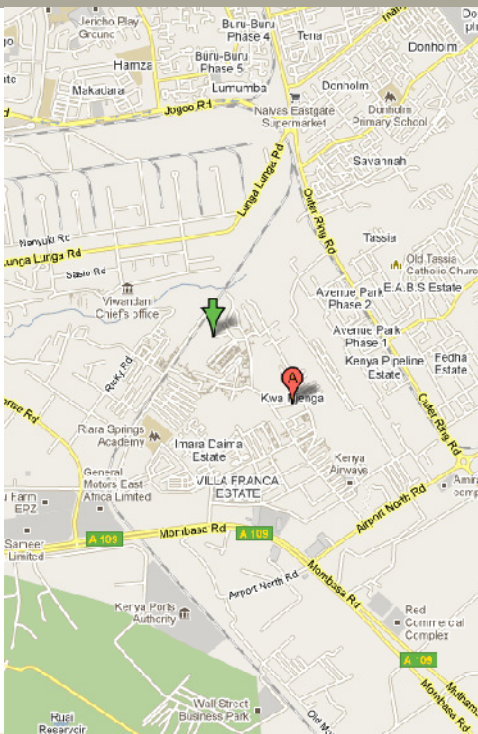 Jericho Play
Ground
Buru-Buru
Phase 4
Tena
Donholm
Hamza
Buru-Buru
Phase 5
Makadara
Lumumba
Donholm
Jogoo Rd
Naivas Eastgate
Supermarket
Donholm
Primary School
Savannah
Lunga Lunga Rd
Outer Ring Rd
Nanyuki Rd
Lunga Lunga Rd
Tassia
Old Tassia
Catholic Church
Viwandani
Chief's office
Avenue Park
Phase 2
E.A.B.S Estate
Avenue Park
Phase 1
Kenya Pipeline
Estate
Fedha
Estate
A
Kwa Njenga
Outer Ring Rd
Riara Springs
Academy
Imara Daima
Estate
Kenya
Airways
General
Motors East
Africa Limited
VILLA FRANCA
ESTATE
Farm
EPZ
Airport North Rd
Sameer
Limited
A 109
Mombasa Rd
A 109
Airport North Rd
Mombasa Rd
Kenya Ports
Authority
Red
Commercial
Complex
A 109
Wall Street
Business Park
Mombasa Rd
Ruai
Reservoir